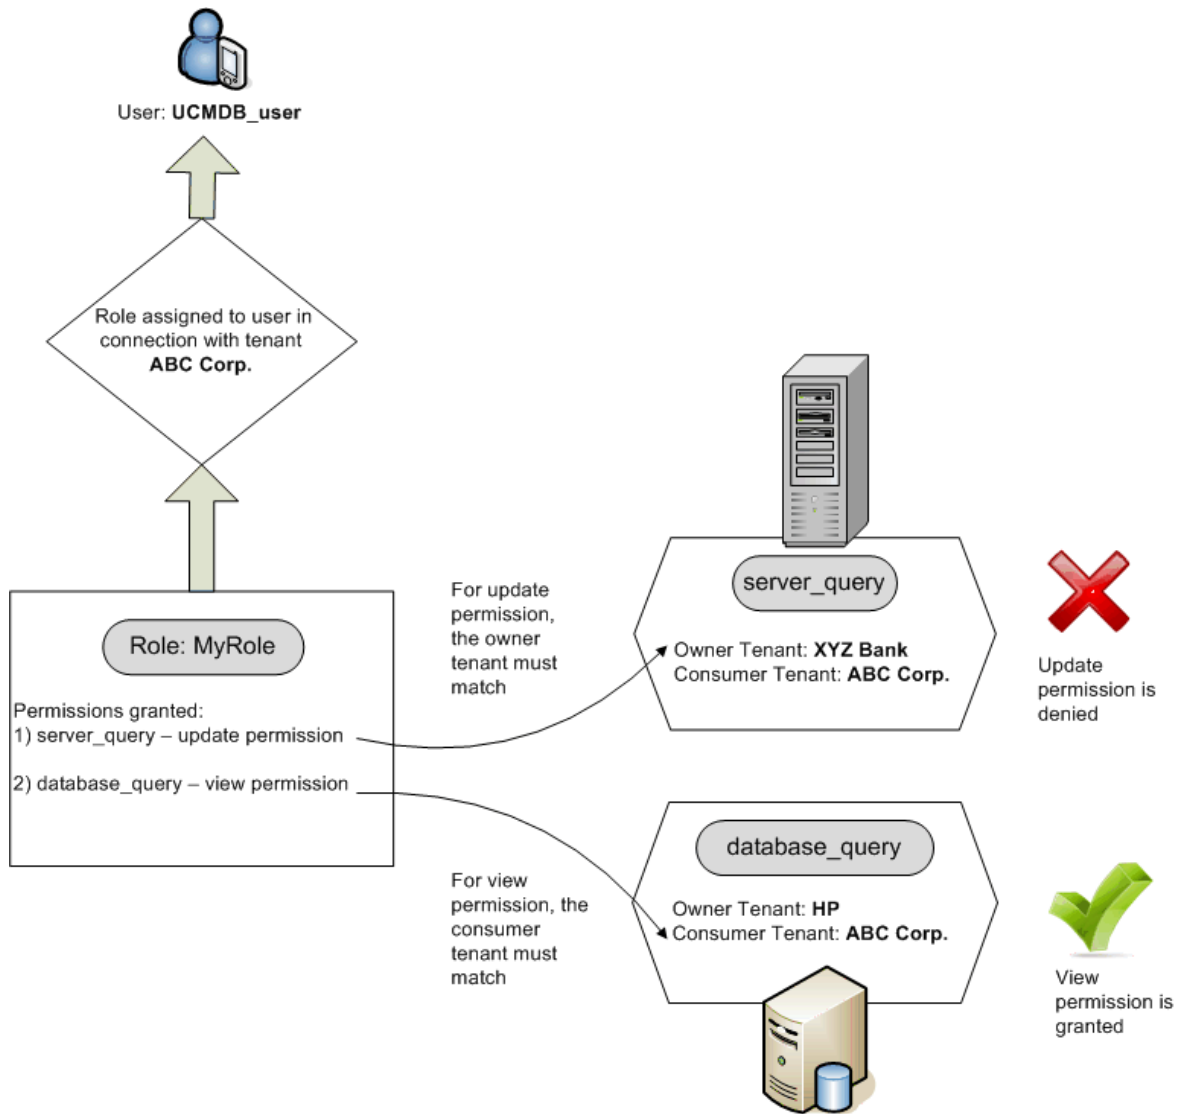 User: UCMDB_user
Role assigned to user in
connection with tenant
ABC Corp.
Role: MyRole
Permissions granted:
1) server_query – update permission
2) database_query – view permission
For update
permission,
the owner
tenant must
match
server_query
Owner Tenant: XYZ Bank
Consumer Tenant: ABC Corp.
Update
permission is
denied
For view
permission, the
consumer
tenant must
match
database_query
Owner Tenant: HP
Consumer Tenant: ABC Corp.
View
permission is
granted